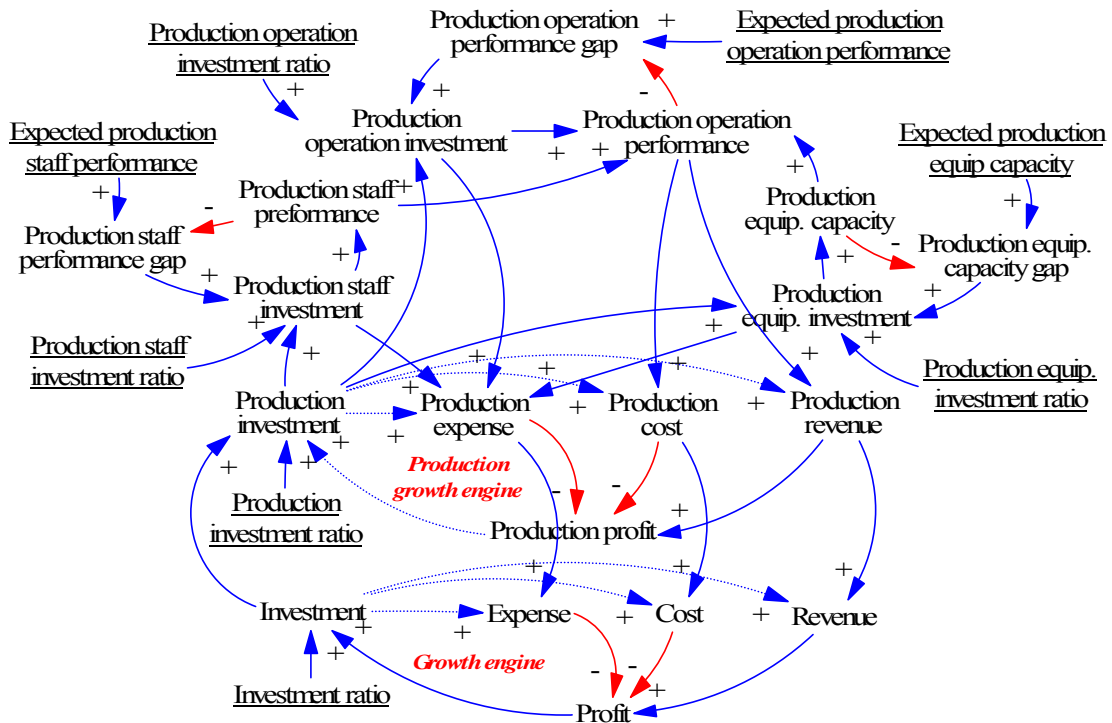 Production operation
performance gap
Expected production
operation performance
Production operation
investment ratio
Production
operation investment
Production operation
performance
Expected production
staff performance
Expected production
equip capacity
Production staff
preformance
Production
equip. capacity
Production staff
performance gap
Production equip.
capacity gap
Production staff
investment
Production
equip. investment
Production staff
investment ratio
Production equip.
investment ratio
Production
investment
Production
expense
Production
cost
Production
revenue
Production
growth engine
Production
investment ratio
Production profit
Investment
Expense
Cost
Revenue
Growth engine
Investment ratio
Profit